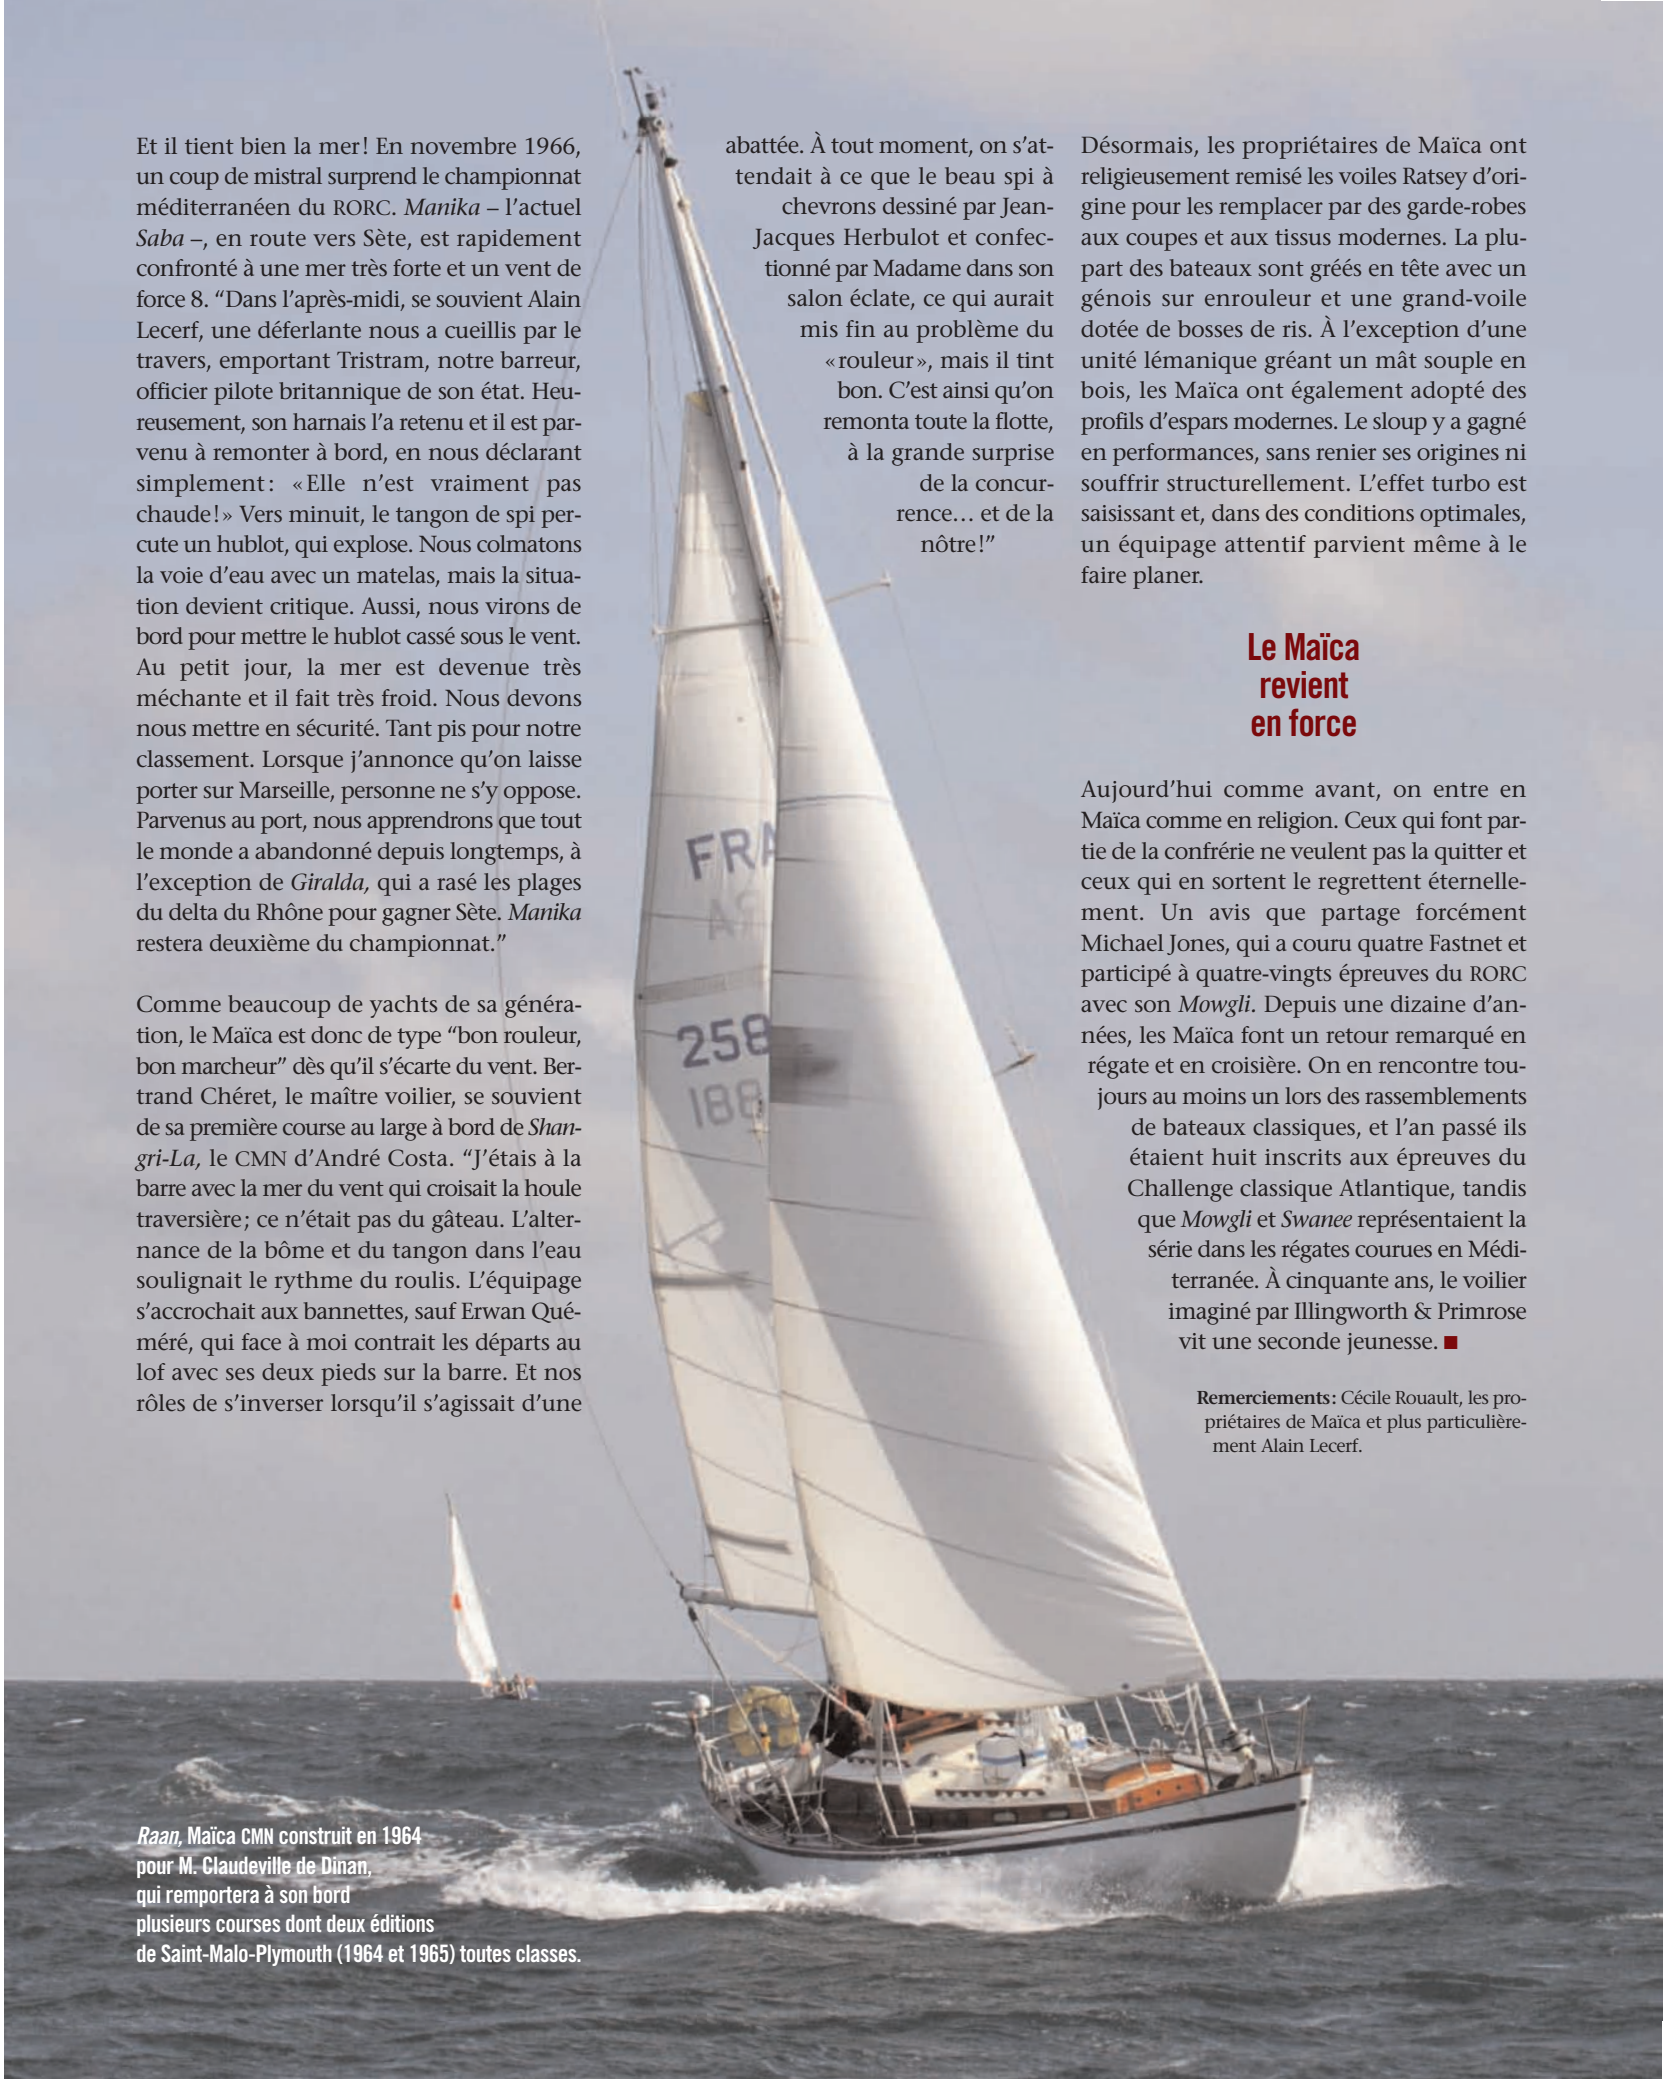 Et il tient bien la mer! En novembre 1966,
un coup de mistral surprend le championnat
méditerranéen du RORC. Manika – l’actuel
Saba –, en route vers Sète, est rapidement
confronté à une mer très forte et un vent de
force 8. “Dans l’après-midi, se souvient Alain
Lecerf, une déferlante nous a cueillis par le
travers, emportant Tristram, notre barreur,
officier pilote britannique de son état. Heu-
reusement, son harnais l’a retenu et il est par-
venu à remonter à bord, en nous déclarant
simplement: «Elle n’est vraiment pas
chaude!» Vers minuit, le tangon de spi per-
cute un hublot, qui explose. Nous colmatons
la voie d’eau avec un matelas, mais la situa-
tion devient critique. Aussi, nous virons de
bord pour mettre le hublot cassé sous le vent.
Au petit jour, la mer est devenue très
méchante et il fait très froid. Nous devons
nous mettre en sécurité. Tant pis pour notre
classement. Lorsque j’annonce qu’on laisse
porter sur Marseille, personne ne s’y oppose.
Parvenus au port, nous apprendrons que tout
le monde a abandonné depuis longtemps, à
l’exception de Giralda, qui a rasé les plages
du delta du Rhône pour gagner Sète. Manika
restera deuxième du championnat.”
Comme beaucoup de yachts de sa généra-
tion, le Maïca est donc de type “bon rouleur,
bon marcheur” dès qu’il s’écarte du vent. Ber-
trand Chéret, le maître voilier, se souvient
de sa première course au large à bord de Shan-
gri-La, le CMN d’André Costa. “J’étais à la
barre avec la mer du vent qui croisait la houle
traversière; ce n’était pas du gâteau. L’alter-
nance de la bôme et du tangon dans l’eau
soulignait le rythme du roulis. L’équipage
s’accrochait aux bannettes, sauf Erwan Qué-
méré, qui face à moi contrait les départs au
lof avec ses deux pieds sur la barre. Et nos
rôles de s’inverser lorsqu’il s’agissait d’une
abattée. À tout moment, on s’at-
tendait à ce que le beau spi à
chevrons dessiné par Jean-
Jacques Herbulot et confec-
tionné par Madame dans son
salon éclate, ce qui aurait
mis fin au problème du
«rouleur», mais il tint
bon. C’est ainsi qu’on
remonta toute la flotte,
à la grande surprise
de la concur-
rence… et de la
nôtre!”
Désormais, les propriétaires de Maïca ont
religieusement remisé les voiles Ratsey d’ori-
gine pour les remplacer par des garde-robes
aux coupes et aux tissus modernes. La plu-
part des bateaux sont gréés en tête avec un
génois sur enrouleur et une grand-voile
dotée de bosses de ris. À l’exception d’une
unité lémanique gréant un mât souple en
bois, les Maïca ont également adopté des
profils d’espars modernes. Le sloup y a gagné
en performances, sans renier ses origines ni
souffrir structurellement. L’effet turbo est
saisissant et, dans des conditions optimales,
un équipage attentif parvient même à le
faire planer.
Le Maïca
revient
en force
Aujourd’hui comme avant, on entre en
Maïca comme en religion. Ceux qui font par-
tie de la confrérie ne veulent pas la quitter et
ceux qui en sortent le regrettent éternelle-
ment. Un avis que partage forcément
Michael Jones, qui a couru quatre Fastnet et
participé à quatre-vingts épreuves du RORC
avec son Mowgli. Depuis une dizaine d’an-
nées, les Maïca font un retour remarqué en
régate et en croisière. On en rencontre tou-
jours au moins un lors des rassemblements
de bateaux classiques, et l’an passé ils
étaient huit inscrits aux épreuves du
Challenge classique Atlantique, tandis
que Mowgli et Swanee représentaient la
série dans les régates courues en Médi-
terranée. À cinquante ans, le voilier
imaginé par Illingworth & Primrose
vit une seconde jeunesse. ■
Remerciements: Cécile Rouault, les pro-
priétaires de Maïca et plus particulière-
ment Alain Lecerf.
FRA
258
188
Raan, Maïca CMN construit en 1964
pour M. Claudeville de Dinan,
qui remportera à son bord
plusieurs courses dont deux éditions
de Saint-Malo-Plymouth (1964 et 1965) toutes classes.